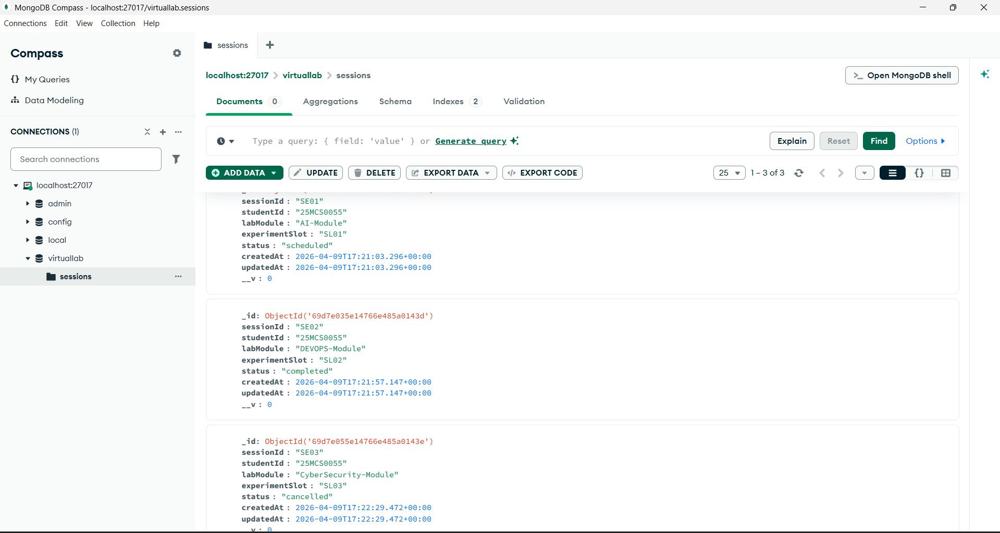 MongoDB Compass - localhost:27017/virtuallab.sessions
Connections Edit View Collection Help
Compass
My Queries
Data Modeling
CONNECTIONS (1)
Search connections
localhost:27017
admin
config
local
virtuallab
sessions
sessions
localhost:27017 > virtuallab > sessions
>_ Open MongoDB shell
Documents 0 Aggregations Schema Indexes 2 Validation
Type a query: { field: 'value' } or Generate query
Explain Reset Find Options
ADD DATA UPDATE DELETE EXPORT DATA EXPORT CODE
25 1 – 3 of 3
sessionId : "SE01"
studentId : "25MCS0055"
labModule : "AI-Module"
experimentSlot : "SL01"
status : "scheduled"
createdAt : 2026-04-09T17:21:03.296+00:00
updatedAt : 2026-04-09T17:21:03.296+00:00
__v : 0
_id: ObjectId('69d7e035e14766e485a0143d')
sessionId : "SE02"
studentId : "25MCS0055"
labModule : "DEVOPS-Module"
experimentSlot : "SL02"
status : "completed"
createdAt : 2026-04-09T17:21:57.147+00:00
updatedAt : 2026-04-09T17:21:57.147+00:00
__v : 0
_id: ObjectId('69d7e055e14766e485a0143e')
sessionId : "SE03"
studentId : "25MCS0055"
labModule : "CyberSecurity-Module"
experimentSlot : "SL03"
status : "cancelled"
createdAt : 2026-04-09T17:22:29.472+00:00
updatedAt : 2026-04-09T17:22:29.472+00:00
__v : 0